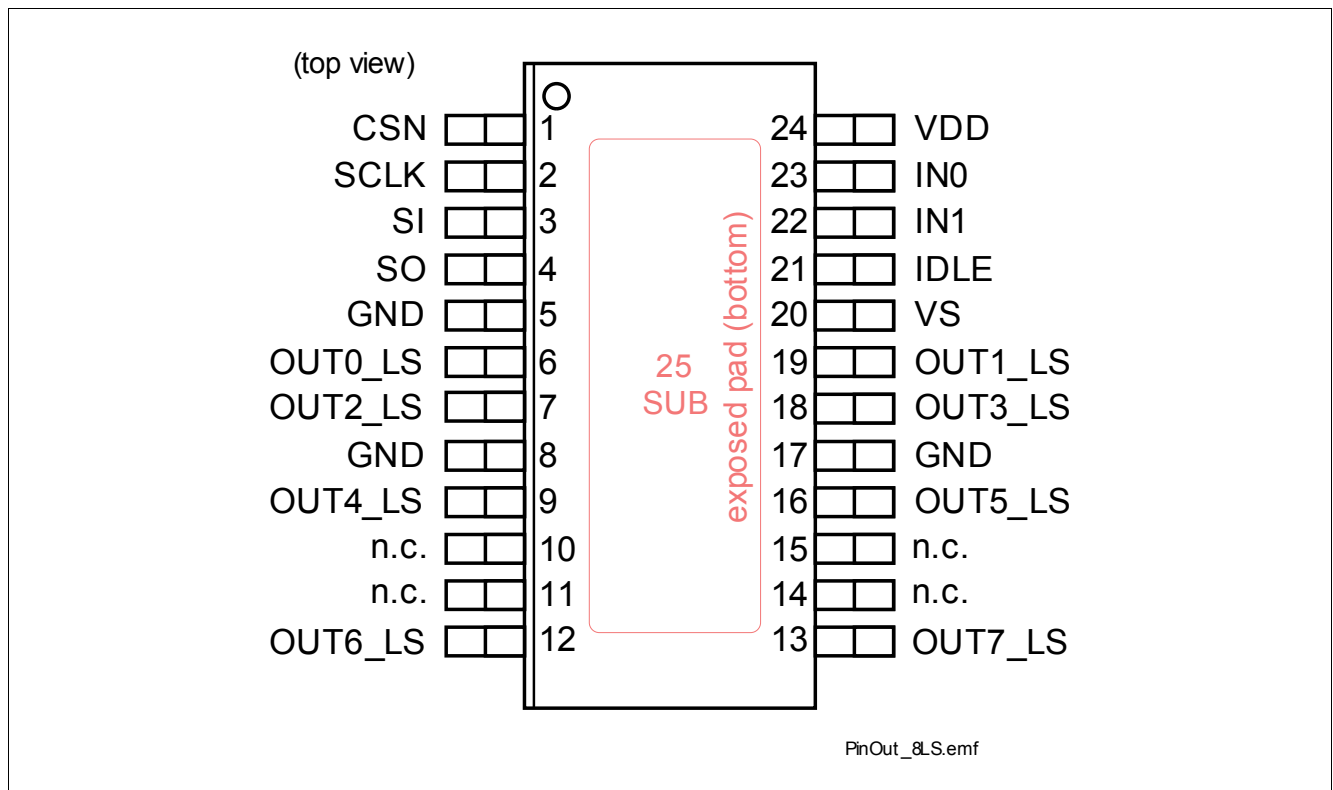 (top view)
CSN 1 24 VDD
SCLK 2 23 IN0
SI 3 22 IN1
SO 4 21 IDLE
GND 5 20 VS
OUT0_LS 6 19 OUT1_LS
OUT2_LS 7 18 OUT3_LS
GND 8 17 GND
OUT4_LS 9 16 OUT5_LS
n.c. 10 15 n.c.
n.c. 11 14 n.c.
OUT6_LS 12 13 OUT7_LS
25
SUB
exposed pad (bottom)
PinOut_8LS.emf